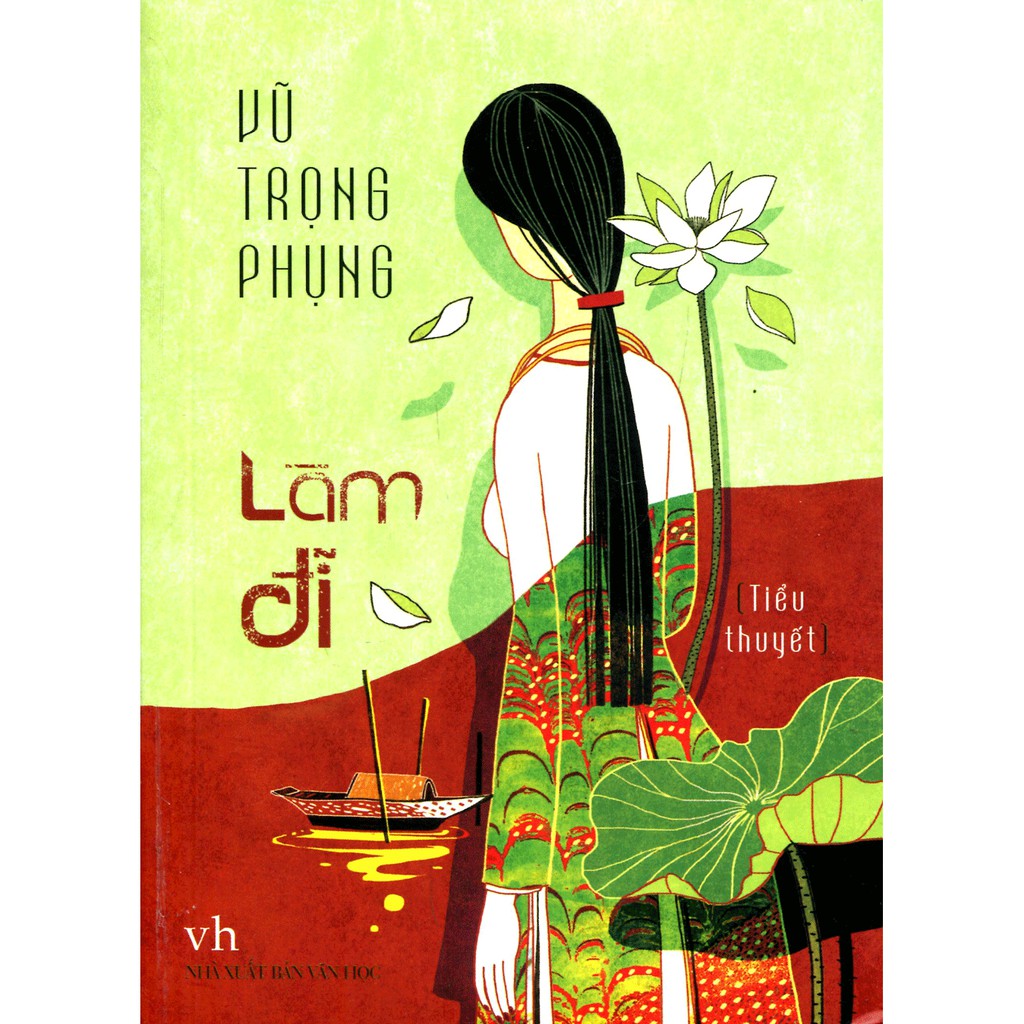 VŨ
TRỌNG
PHỤNG
Làm
đĩ
(Tiểu
thuyết)
vh
NHÀ XUẤT BẢN VĂN HỌC